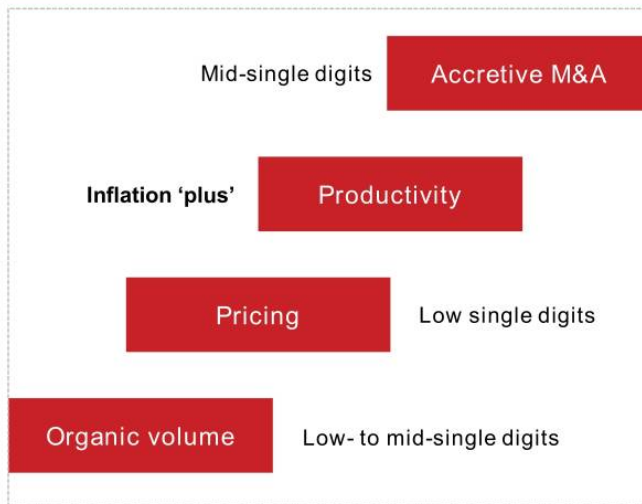 Mid-single digits Accretive M&A
Inflation ‘plus’ Productivity
Pricing Low single digits
Organic volume Low- to mid-single digits